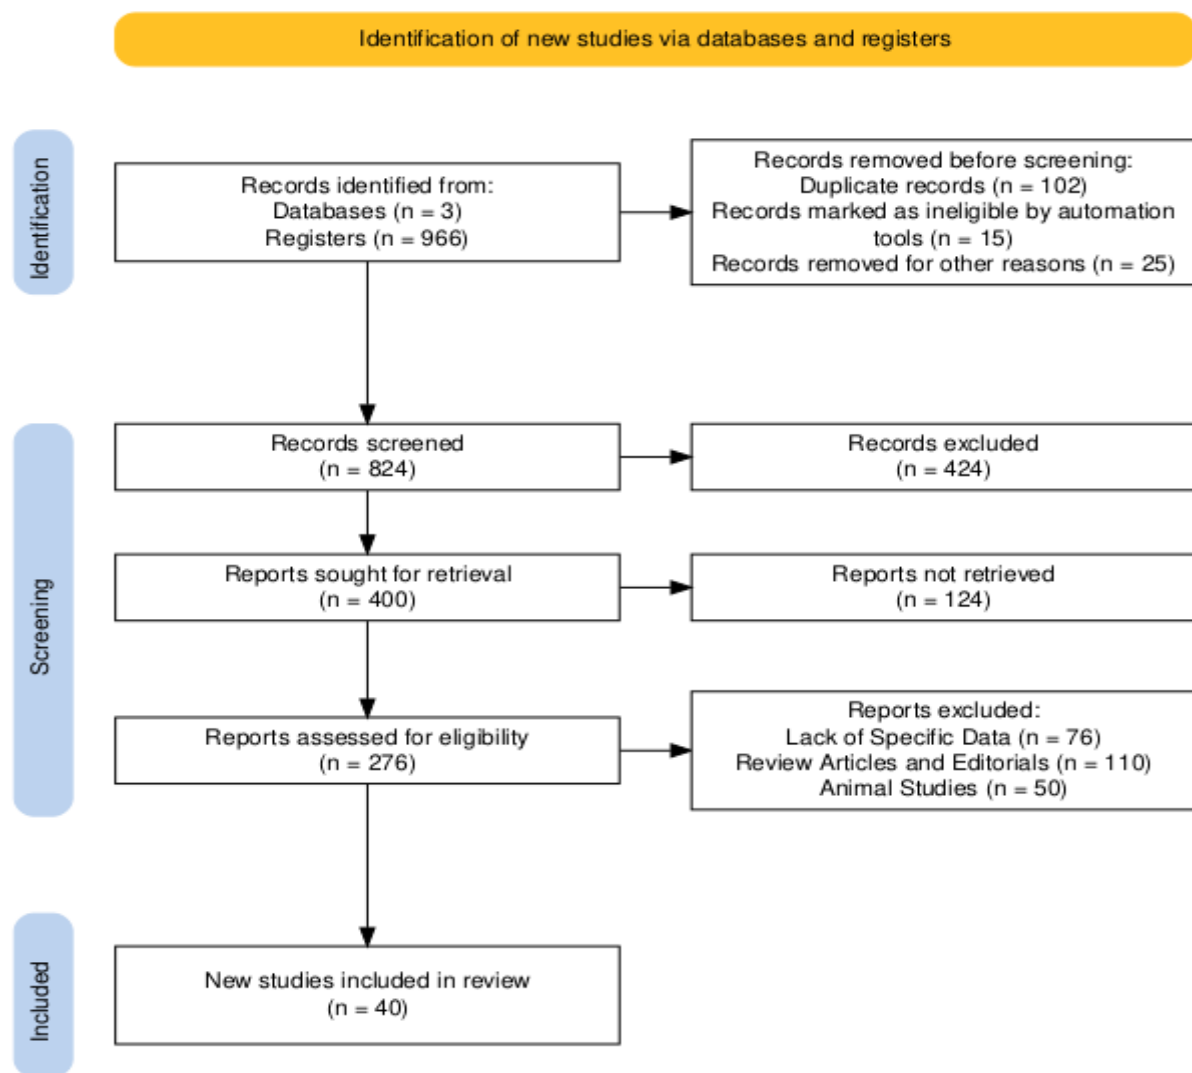 Identification of new studies via databases and registers
Identification
Records identified from:
Databases (n = 3)
Registers (n = 966)
Records removed before screening:
Duplicate records (n = 102)
Records marked as ineligible by automation
tools (n = 15)
Records removed for other reasons (n = 25)
Screening
Records screened
(n = 824)
Records excluded
(n = 424)
Reports sought for retrieval
(n = 400)
Reports not retrieved
(n = 124)
Reports assessed for eligibility
(n = 276)
Reports excluded:
Lack of Specific Data (n = 76)
Review Articles and Editorials (n = 110)
Animal Studies (n = 50)
Included
New studies included in review
(n = 40)